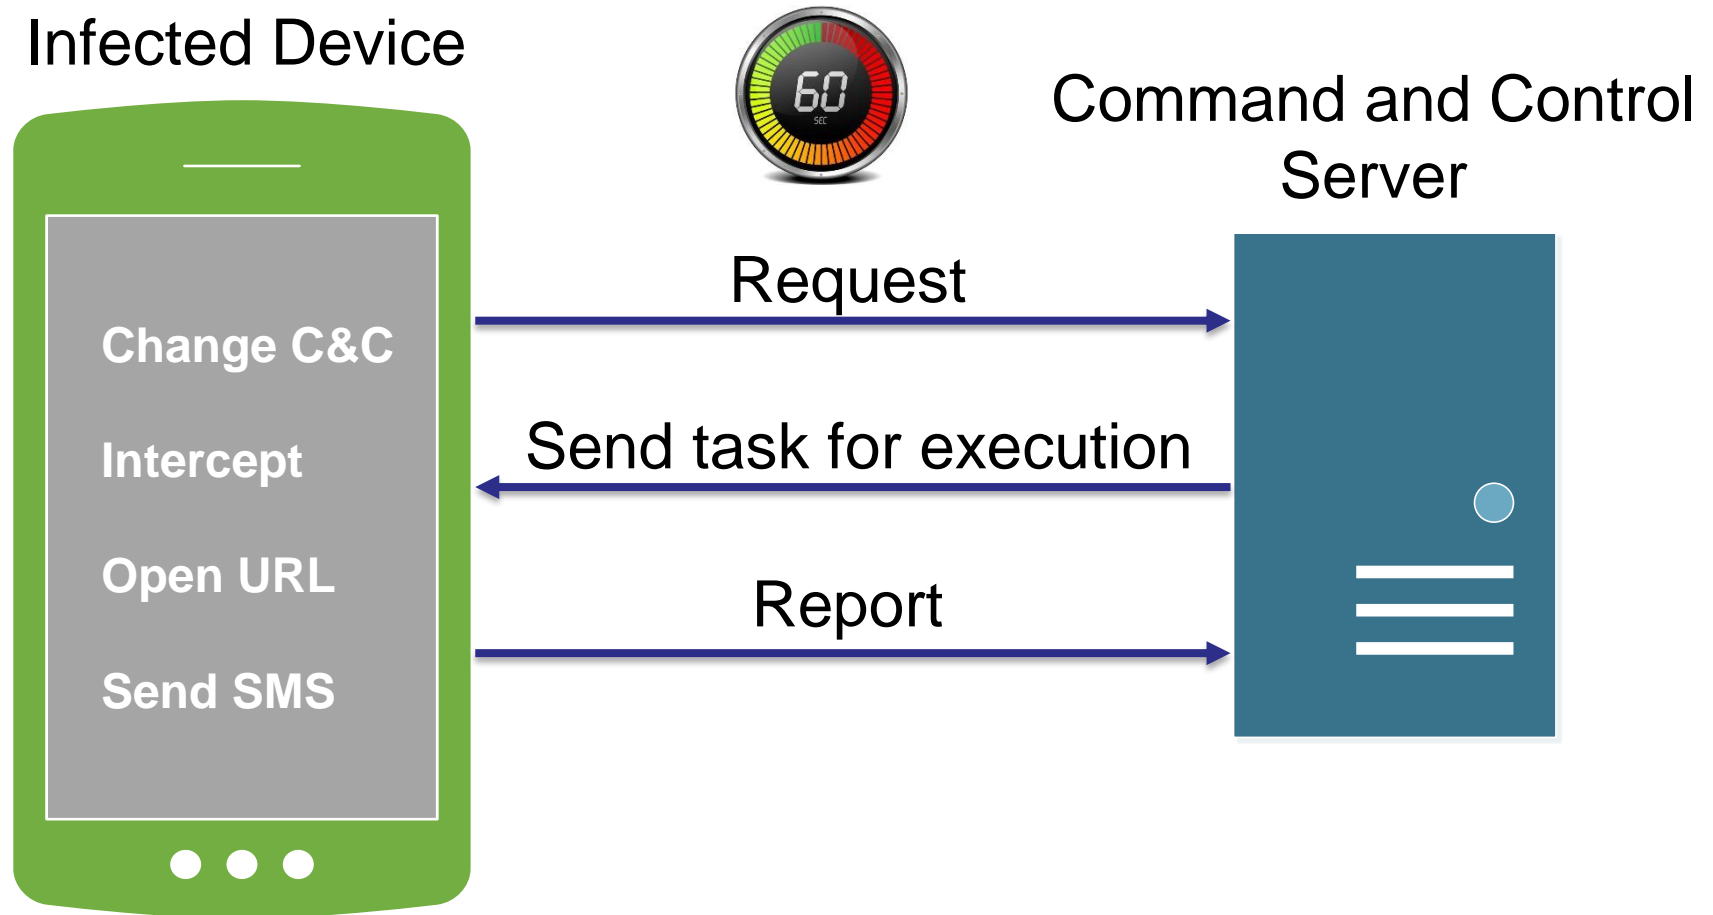 Infected Device
60
SEC
Command and Control
Server
Request
Change C&C
Send task for execution
Intercept
Open URL
Report
Send SMS